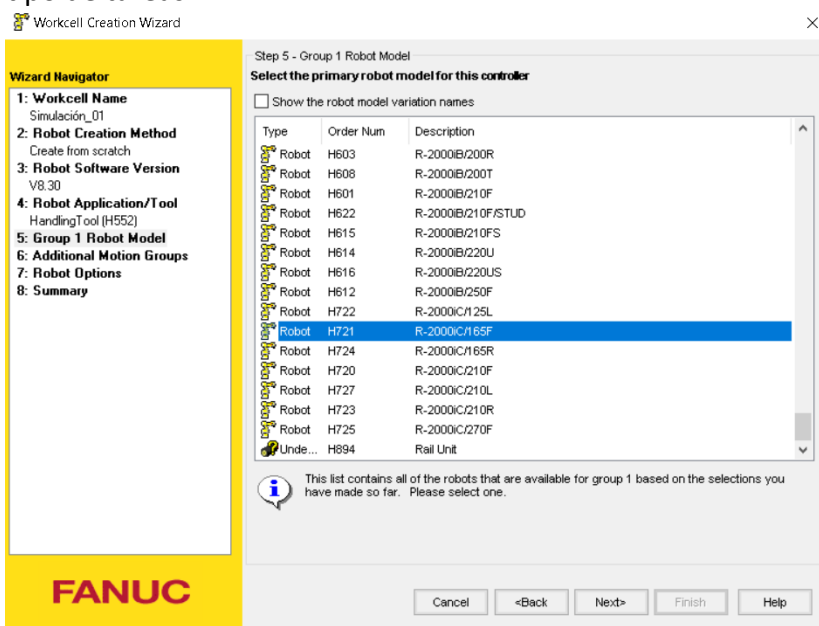 Workcell Creation Wizard
Wizard Navigator
1: Workcell Name
Simulación_01
2: Robot Creation Method
Create from scratch
3: Robot Software Version
V8.30
4: Robot Application/Tool
HandlingTool (H552)
5: Group 1 Robot Model
6: Additional Motion Groups
7: Robot Options
8: Summary
FANUC
Step 5 - Group 1 Robot Model
Select the primary robot model for this controller
Show the robot model variation names
Type Order Num Description
Robot H603 R-2000iB/200R
Robot H608 R-2000iB/200T
Robot H601 R-2000iB/210F
Robot H622 R-2000iB/210F/STUD
Robot H615 R-2000iB/210FS
Robot H614 R-2000iB/220U
Robot H616 R-2000iB/220US
Robot H612 R-2000iB/250F
Robot H722 R-2000iC/125L
Robot H721 R-2000iC/165F
Robot H724 R-2000iC/165R
Robot H720 R-2000iC/210F
Robot H727 R-2000iC/210L
Robot H723 R-2000iC/210R
Robot H725 R-2000iC/270F
Unde... H894 Rail Unit
This list contains all of the robots that are available for group 1 based on the selections you
have made so far. Please select one.
Cancel <Back Next> Finish Help